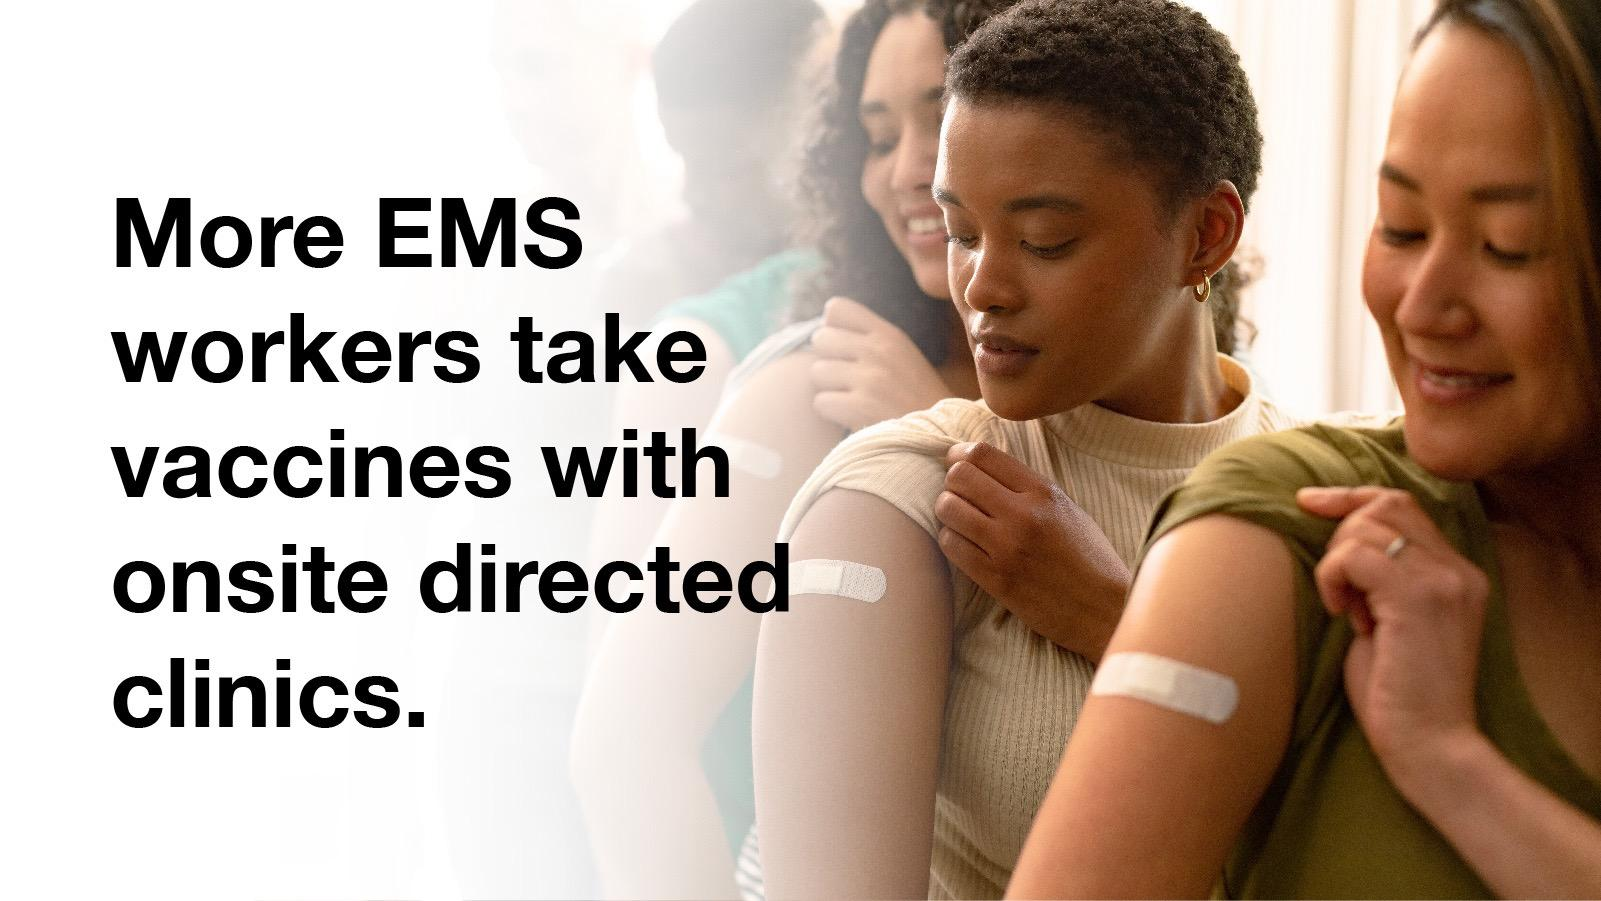 More EMS
workers take
vaccines with
onsite directed
clinics.